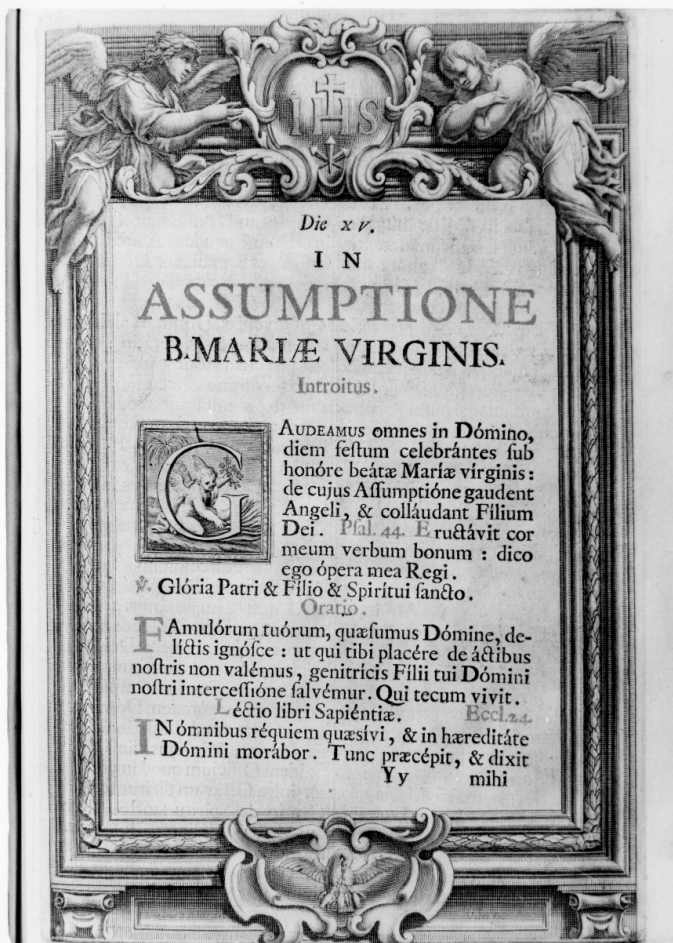 IHS
Die xv.
IN
ASSUMPTIONE
B.MARIÆ VIRGINIS.
Introitus.
GAUDEAMUS omnes in Dómino,
diem feſtum celebrántes ſub
honóre beátæ Maríæ vírginis:
de cujus Aſſumptióne gaudent
Angeli, & colláudant Fílium
Dei. Pſal. 44. Eructávit cor
meum verbum bonum : dico
ego ópera mea Regi.
℣. Glória Patri & Fílio & Spirítui ſancto.
Oratio.
FAmulórum tuórum, quæſumus Dómine, de-
líctis ignóſce : ut qui tibi placére de áctibus
noſtris non valémus, genitrícis Fílii tui Dómini
noſtri interceſſióne ſalvémur. Qui tecum vivit.
Léctio libri Sapiéntiæ. Eccl.24.
IN ómnibus réquiem quæsívi, & in hæreditáte
Dómini morábor. Tunc præcépit, & dixit
Yy mihi